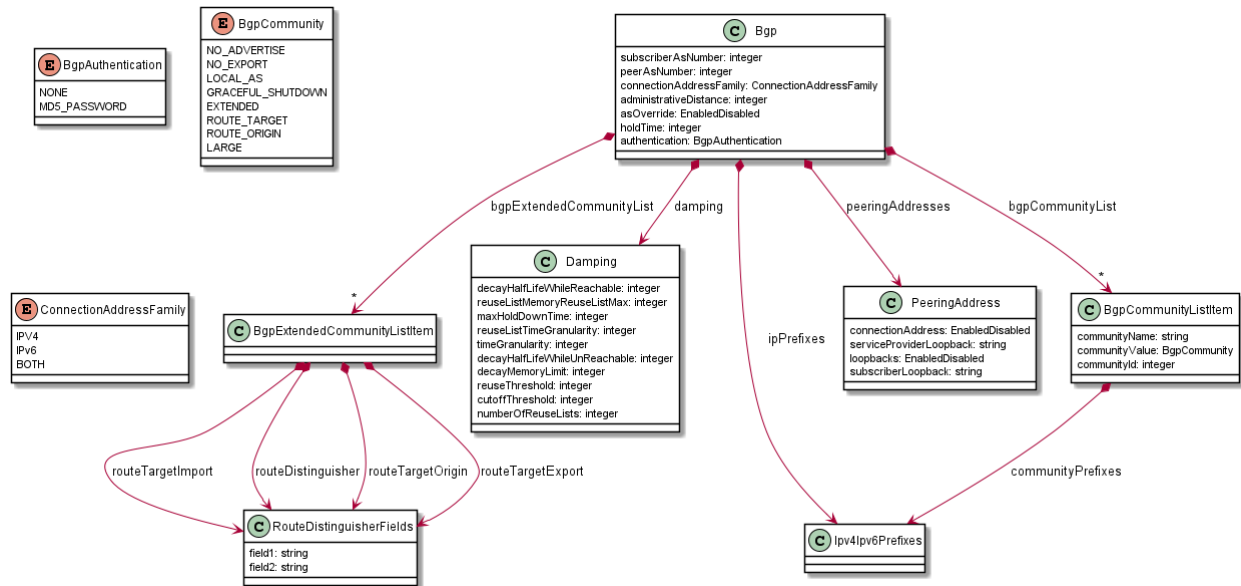 E BgpAuthentication
NONE
MD5_PASSWORD
E BgpCommunity
NO_ADVERTISE
NO_EXPORT
LOCAL_AS
GRACEFUL_SHUTDOWN
EXTENDED
ROUTE_TARGET
ROUTE_ORIGIN
LARGE
C Bgp
subscriberAsNumber: integer
peerAsNumber: integer
connectionAddressFamily: ConnectionAddressFamily
administrativeDistance: integer
asOverride: EnabledDisabled
holdTime: integer
authentication: BgpAuthentication
bgpExtendedCommunityList
damping
peeringAddresses
bgpCommunityList
*
*
E ConnectionAddressFamily
IPV4
IPv6
BOTH
C BgpExtendedCommunityListItem
C Damping
decayHalfLifeWhileReachable: integer
reuseListMemoryReuseListMax: integer
maxHoldDownTime: integer
reuseListTimeGranularity: integer
timeGranularity: integer
decayHalfLifeWhileUnReachable: integer
decayMemoryLimit: integer
reuseThreshold: integer
cutoffThreshold: integer
numberOfReuseLists: integer
ipPrefixes
C PeeringAddress
connectionAddress: EnabledDisabled
serviceProviderLoopback: string
loopbacks: EnabledDisabled
subscriberLoopback: string
C BgpCommunityListItem
communityName: string
communityValue: BgpCommunity
communityId: integer
routeTargetImport
routeDistinguisher
routeTargetOrigin
routeTargetExport
communityPrefixes
C RouteDistinguisherFields
field1: string
field2: string
C Ipv4Ipv6Prefixes